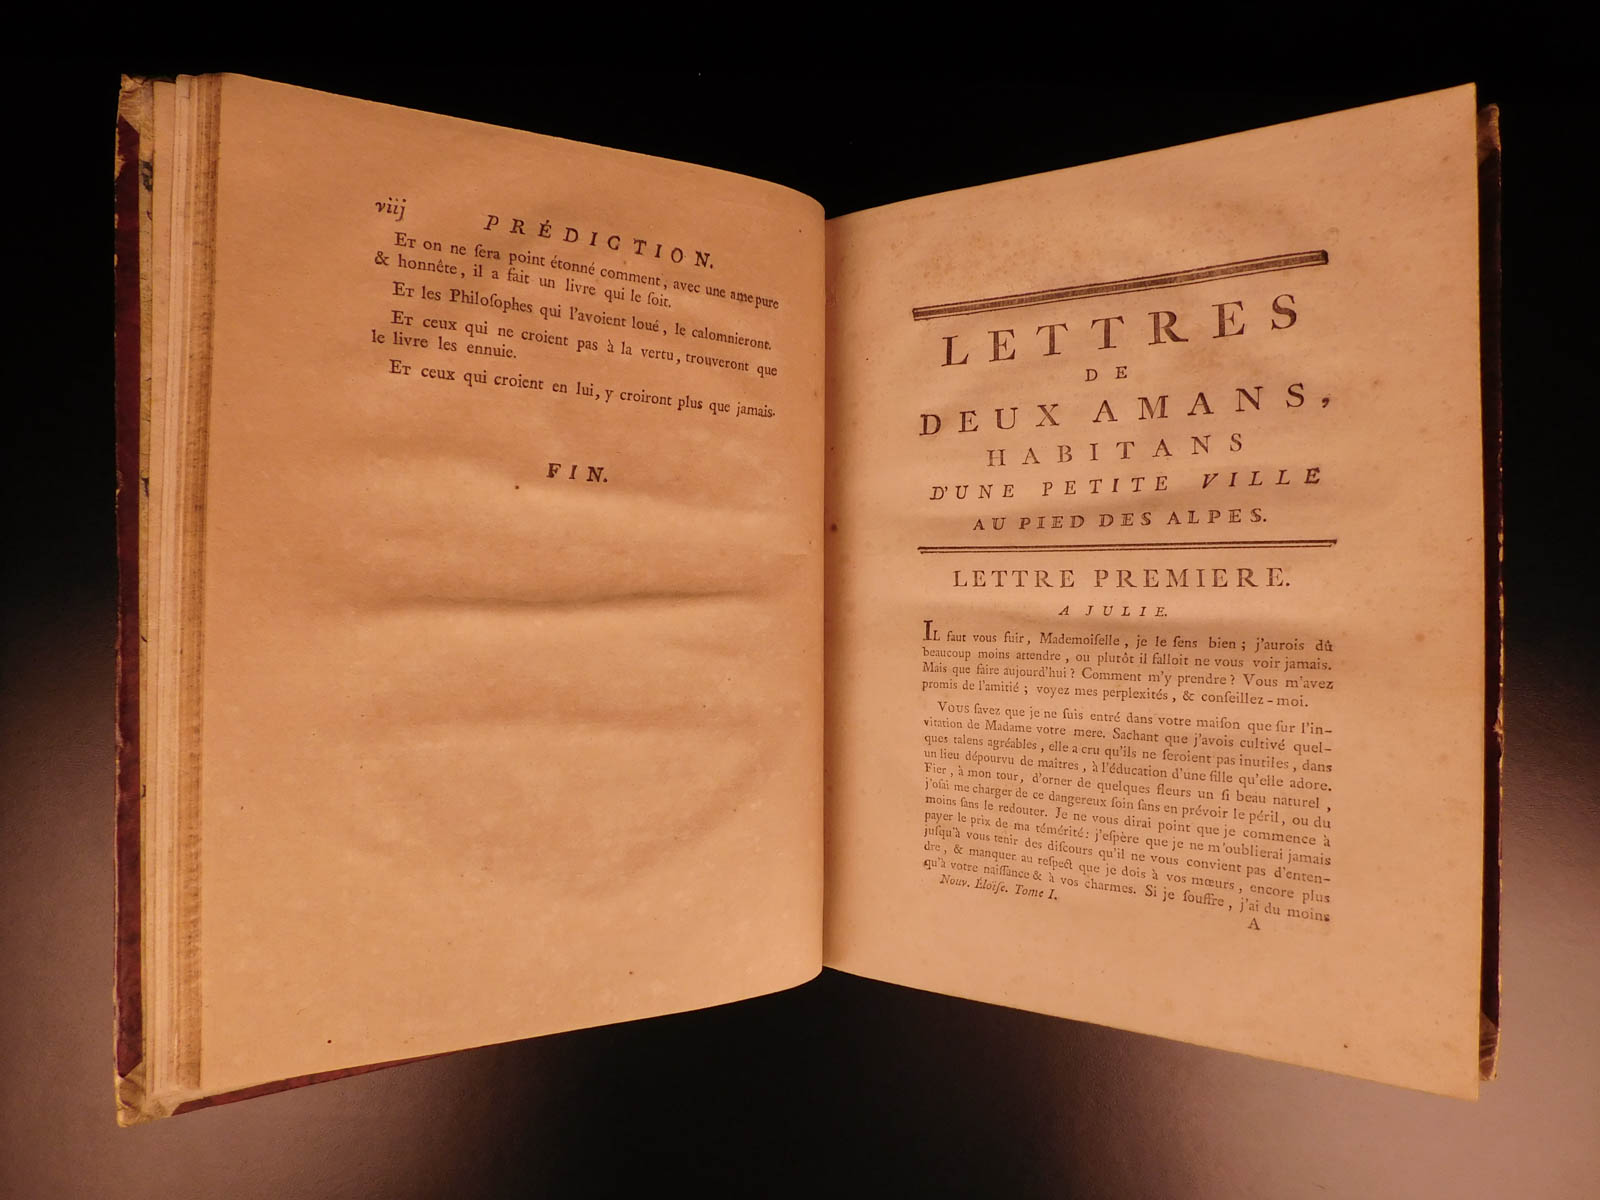 viij
PRÉDICTION.
Et on ne ſera point étonné comment, avec une ame pure
& honnête, il a fait un livre qui le ſoit.
Et les Philoſophes qui l'avoient loué, le calomnieront.
Et ceux qui ne croient pas à la vertu, trouveront que
le livre les ennuie.
Et ceux qui croient en lui, y croiront plus que jamais.
FIN.
LETTRES
DE
DEUX AMANS,
HABITANS
D'UNE PETITE VILLE
AU PIED DES ALPES.
LETTRE PREMIERE.
A JULIE.
Il faut vous fuir, Mademoiſelle, je le ſens bien ; j'aurois dû
beaucoup moins attendre, ou plutôt il falloit ne vous voir jamais.
Mais que faire aujourd'hui ? Comment m'y prendre ? Vous m'avez
promis de l'amitié ; voyez mes perplexités, & conſeillez-moi.
Vous ſavez que je ne ſuis entré dans votre maiſon que ſur l'in-
vitation de Madame votre mere. Sachant que j'avois cultivé quel-
ques talens agréables, elle a cru qu'ils ne ſeroient pas inutiles, dans
un lieu dépourvu de maîtres, à l'éducation d'une fille qu'elle adore.
Fier, à mon tour, d'orner de quelques fleurs un ſi beau naturel,
j'oſai me charger de ce dangereux ſoin ſans en prévoir le péril, ou du
moins ſans le redouter. Je ne vous dirai point que je commence à
payer le prix de ma témérité : j'eſpère que je ne m'oublierai jamais
juſqu'à vous tenir des diſcours qu'il ne vous convient pas d'enten-
dre, & manquer au reſpect que je dois à vos mœurs, encore plus
qu'à votre naiſſance & à vos charmes. Si je ſouffre, j'ai du moins
Nouv. Éloïſe. Tome I.
A